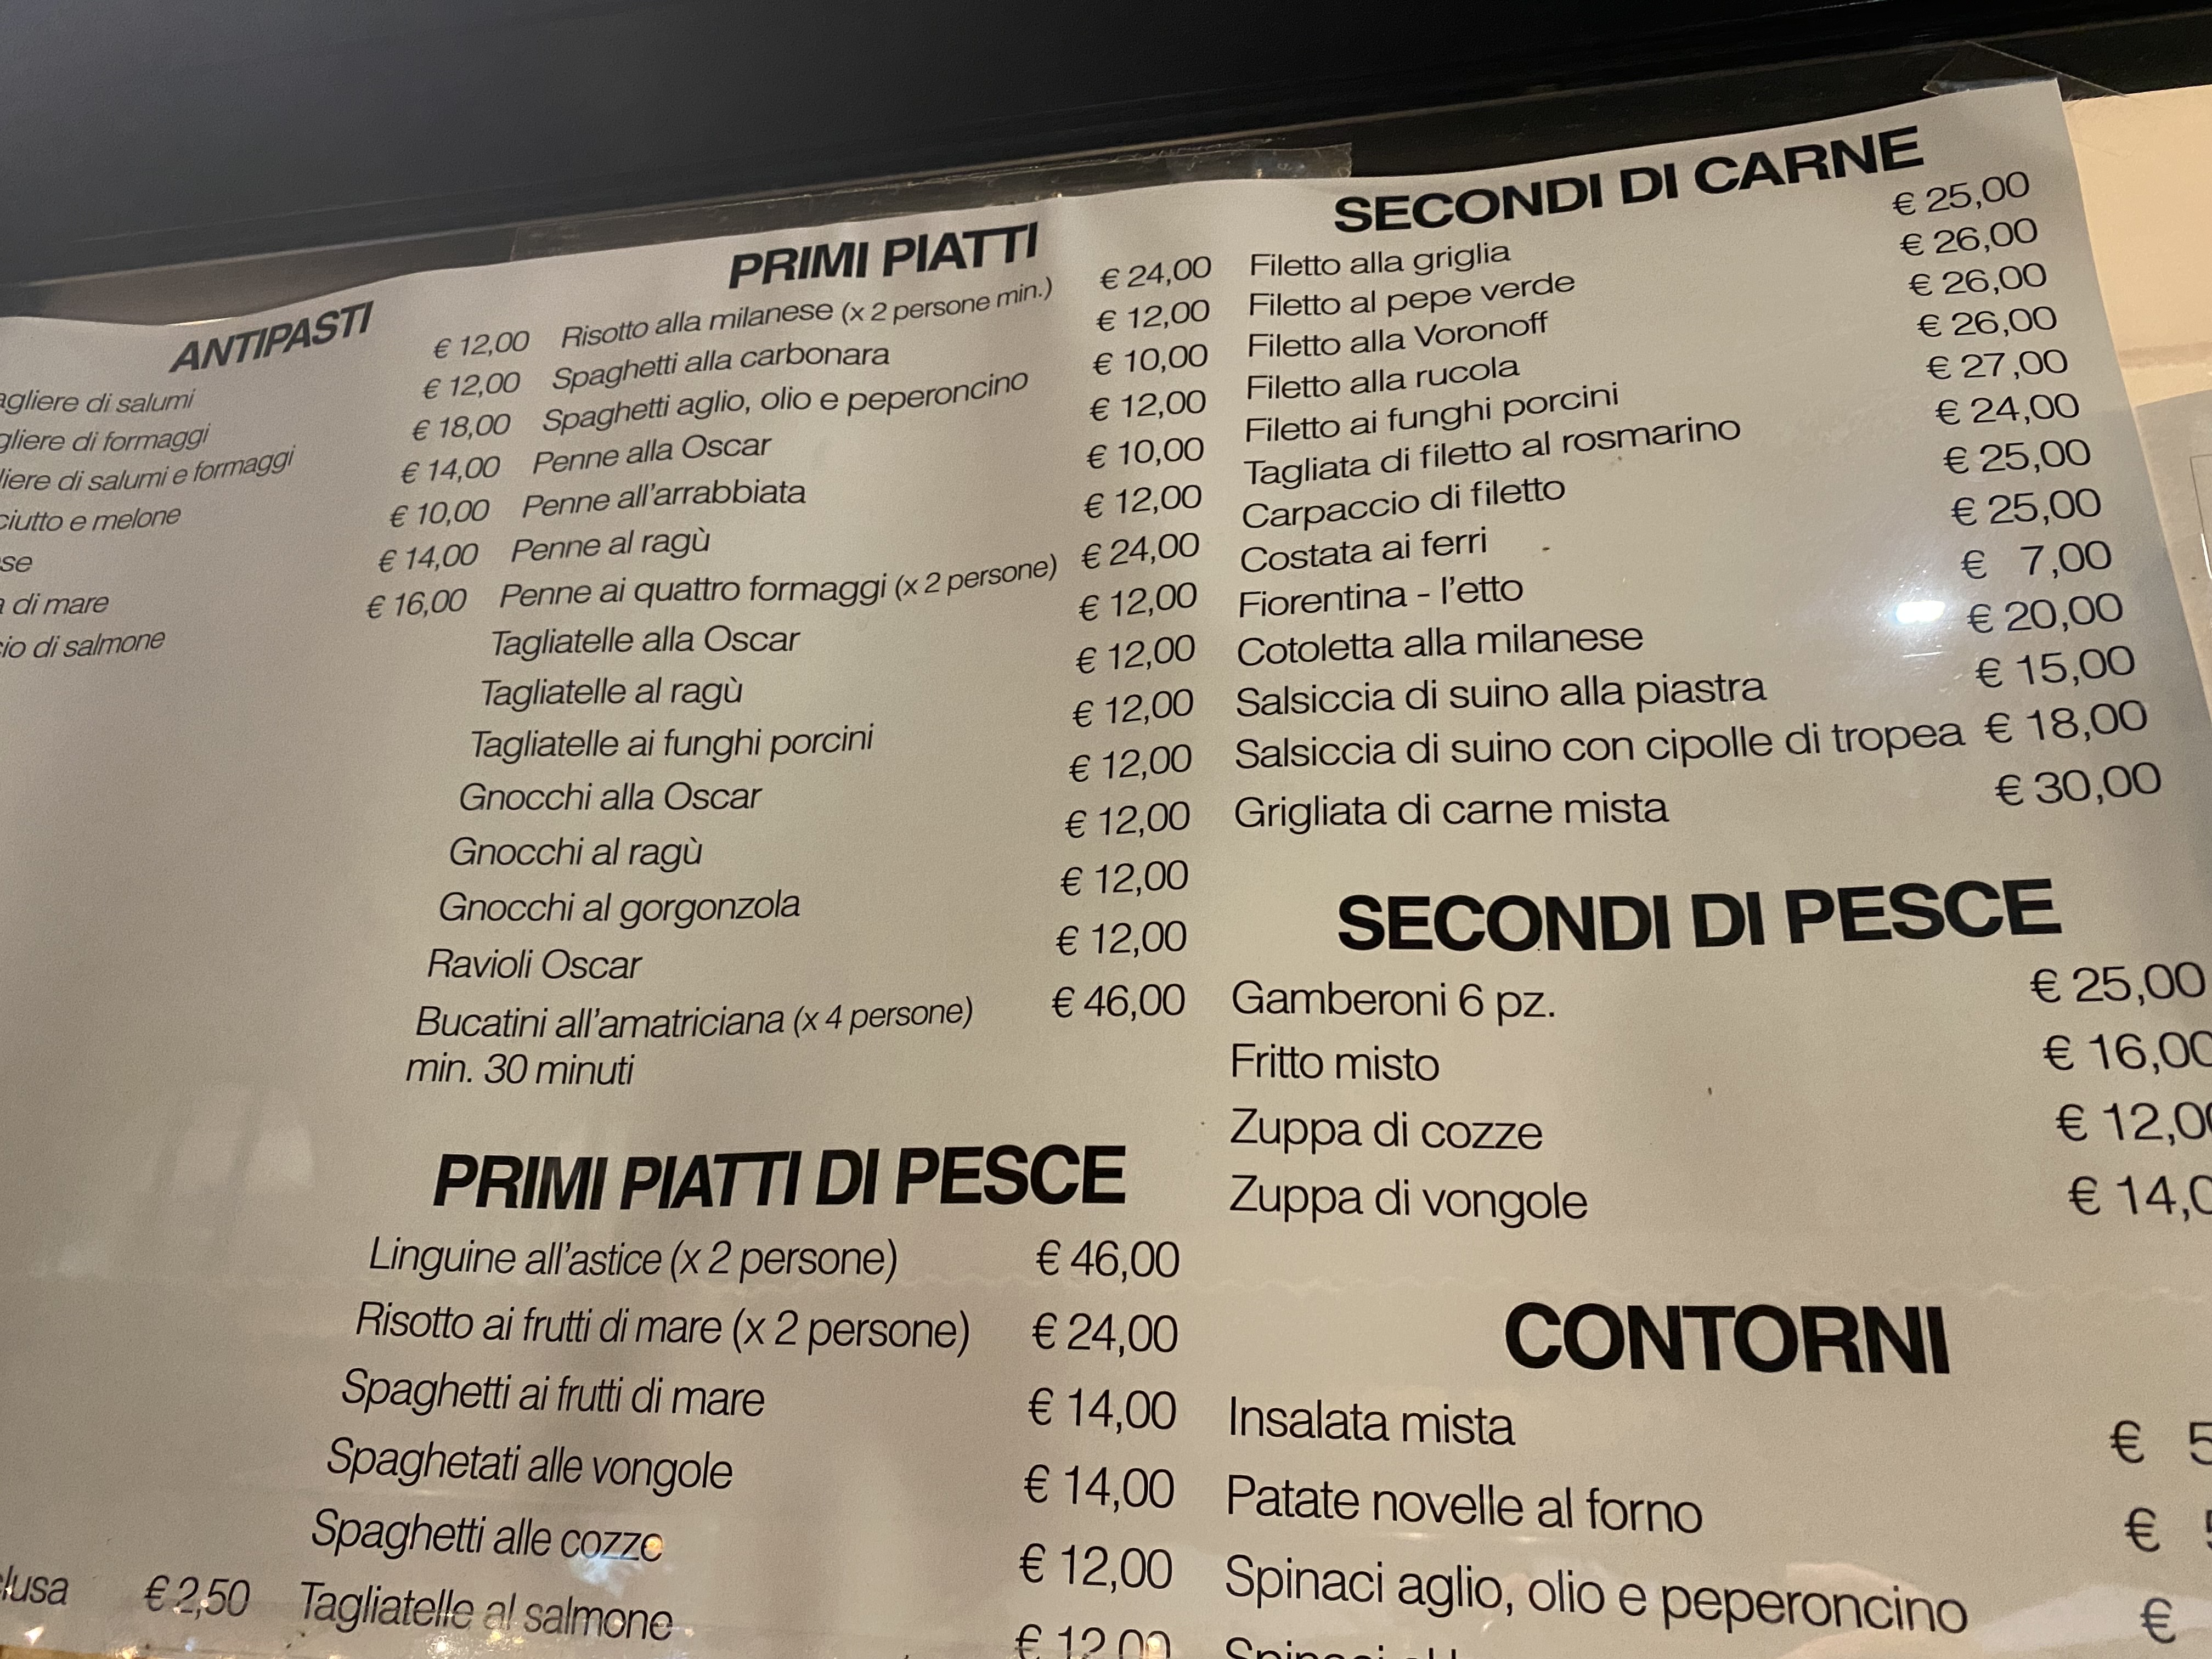 ANTIPASTI
agliere di salumi € 12,00
gliere di formaggi € 12,00
liere di salumi e formaggi € 18,00
ciutto e melone € 14,00
se € 10,00
di mare € 14,00
io di salmone € 16,00
lusa € 2,50
PRIMI PIATTI
Risotto alla milanese (x 2 persone min.) € 24,00
Spaghetti alla carbonara € 12,00
Spaghetti aglio, olio e peperoncino € 10,00
Penne alla Oscar € 12,00
Penne all'arrabbiata € 10,00
Penne al ragù € 12,00
Penne ai quattro formaggi (x 2 persone) € 24,00
Tagliatelle alla Oscar € 12,00
Tagliatelle al ragù € 12,00
Tagliatelle ai funghi porcini € 12,00
Gnocchi alla Oscar € 12,00
Gnocchi al ragù € 12,00
Gnocchi al gorgonzola € 12,00
Ravioli Oscar € 12,00
Bucatini all'amatriciana (x 4 persone) € 46,00
min. 30 minuti
PRIMI PIATTI DI PESCE
Linguine all'astice (x 2 persone) € 46,00
Risotto ai frutti di mare (x 2 persone) € 24,00
Spaghetti ai frutti di mare € 14,00
Spaghetati alle vongole € 14,00
Spaghetti alle cozze € 12,00
Tagliatelle al salmone € 12,00
SECONDI DI CARNE
Filetto alla griglia € 25,00
Filetto al pepe verde € 26,00
Filetto alla Voronoff € 26,00
Filetto alla rucola € 26,00
Filetto ai funghi porcini € 27,00
Tagliata di filetto al rosmarino € 24,00
Carpaccio di filetto € 25,00
Costata ai ferri € 25,00
Fiorentina - l'etto € 7,00
Cotoletta alla milanese € 20,00
Salsiccia di suino alla piastra € 15,00
Salsiccia di suino con cipolle di tropea € 18,00
Grigliata di carne mista € 30,00
SECONDI DI PESCE
Gamberoni 6 pz. € 25,00
Fritto misto € 16,00
Zuppa di cozze € 12,00
Zuppa di vongole € 14,0
CONTORNI
Insalata mista € 5
Patate novelle al forno € 5
Spinaci aglio, olio e peperoncino €
Spinaci